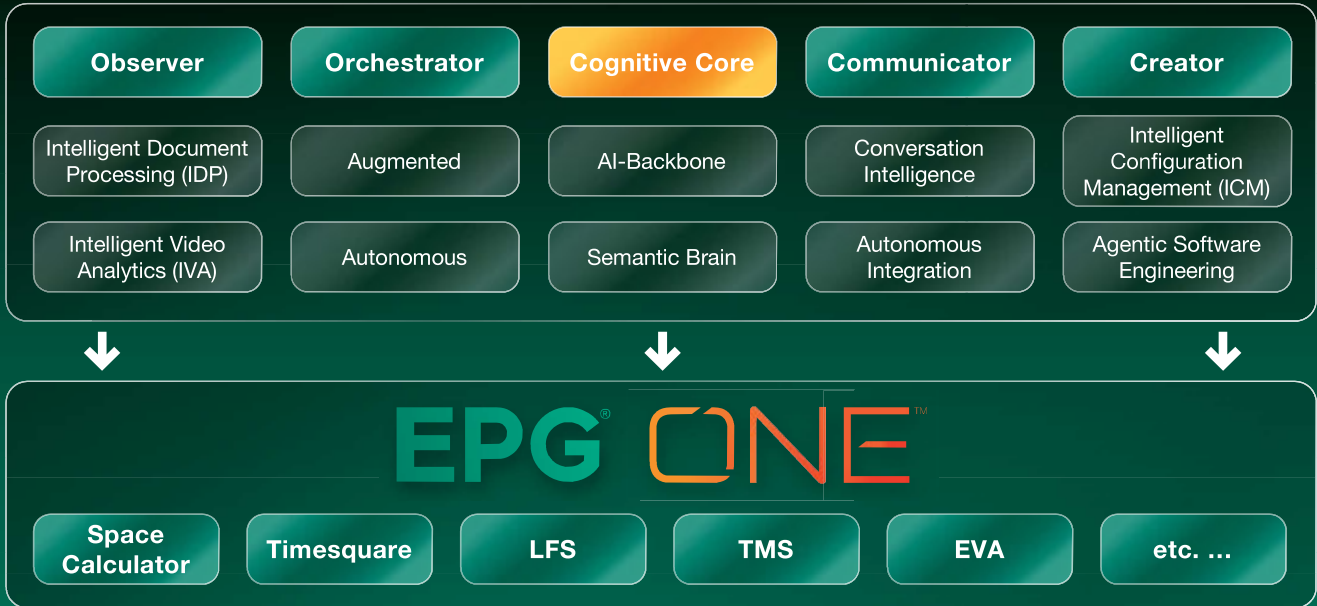 Observer
Orchestrator
Cognitive Core
Communicator
Creator
Intelligent Document
Processing (IDP)
Augmented
AI-Backbone
Conversation
Intelligence
Intelligent
Configuration
Management (ICM)
Intelligent Video
Analytics (IVA)
Autonomous
Semantic Brain
Autonomous
Integration
Agentic Software
Engineering
EPG® ONE™
Space
Calculator
Timesquare
LFS
TMS
EVA
etc. ...